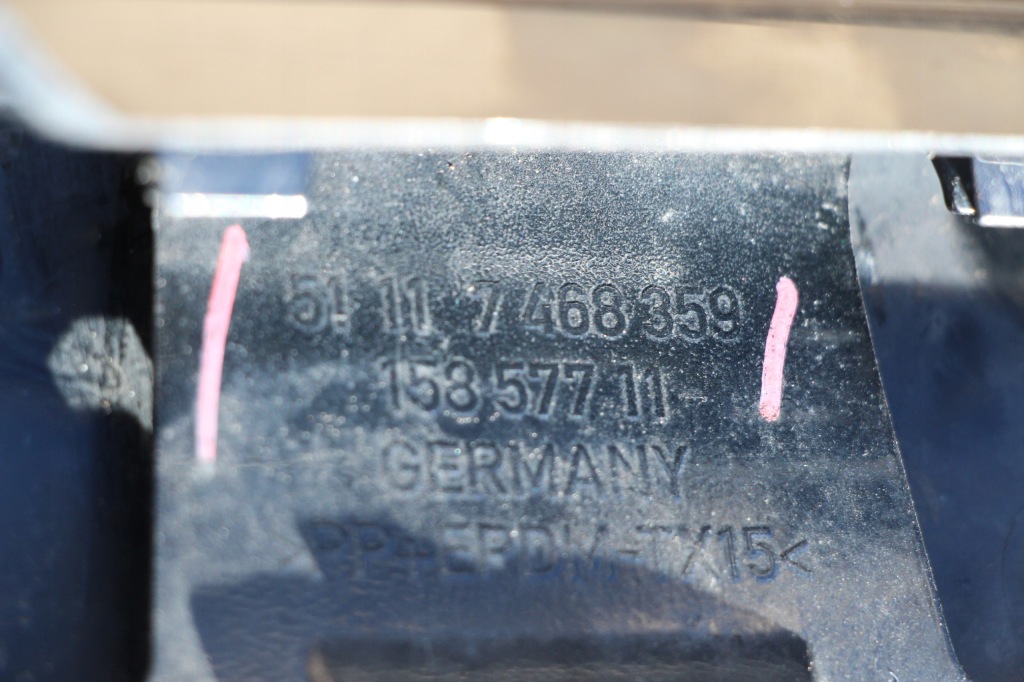 51 11 7 468 359
158 577 11
GERMANY
>PP+EPDM-TX15<